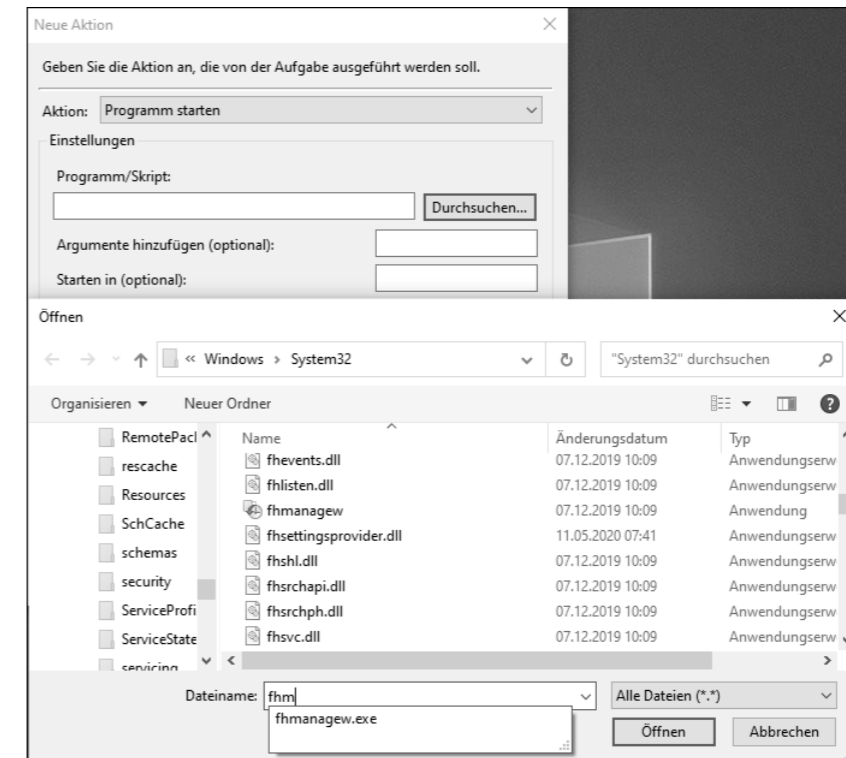 Neue Aktion
Geben Sie die Aktion an, die von der Aufgabe ausgeführt werden soll.
Aktion: Programm starten
Einstellungen
Programm/Skript:
Durchsuchen...
Argumente hinzufügen (optional):
Starten in (optional):
Öffnen
« Windows › System32 "System32" durchsuchen
Organisieren Neuer Ordner
RemotePacl Name Änderungsdatum Typ
fhevents.dll 07.12.2019 10:09 Anwendungserw
rescache fhlisten.dll 07.12.2019 10:09 Anwendungserw
Resources fhmanagew 07.12.2019 10:09 Anwendung
SchCache fhsettingsprovider.dll 11.05.2020 07:41 Anwendungserw
schemas fhshl.dll 07.12.2019 10:09 Anwendungserw
security fhsrchapi.dll 07.12.2019 10:09 Anwendungserw
ServiceProfi fhsrchph.dll 07.12.2019 10:09 Anwendungserw
ServiceState fhsvc.dll 07.12.2019 10:09 Anwendungserw
servicing
Dateiname: fhm Alle Dateien (*.*)
fhmanagew.exe
Öffnen Abbrechen